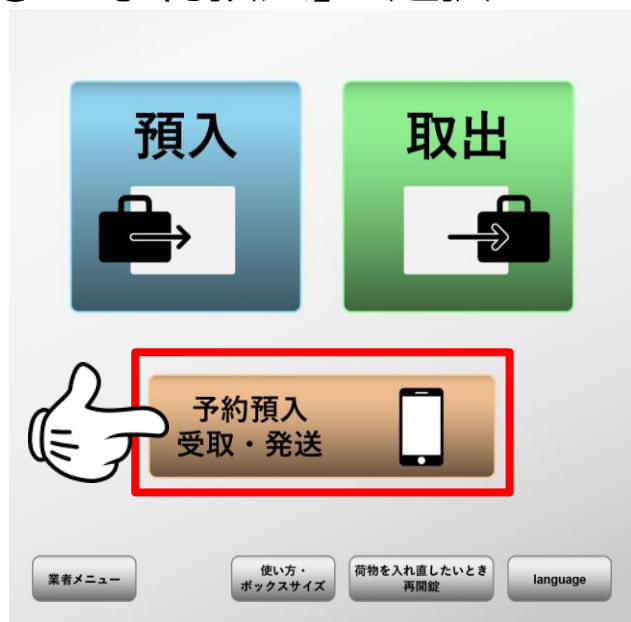 預入
取出
予約預入
受取・発送
業者メニュー
使い方・
ボックスサイズ
荷物を入れ直したいとき
再開錠
language